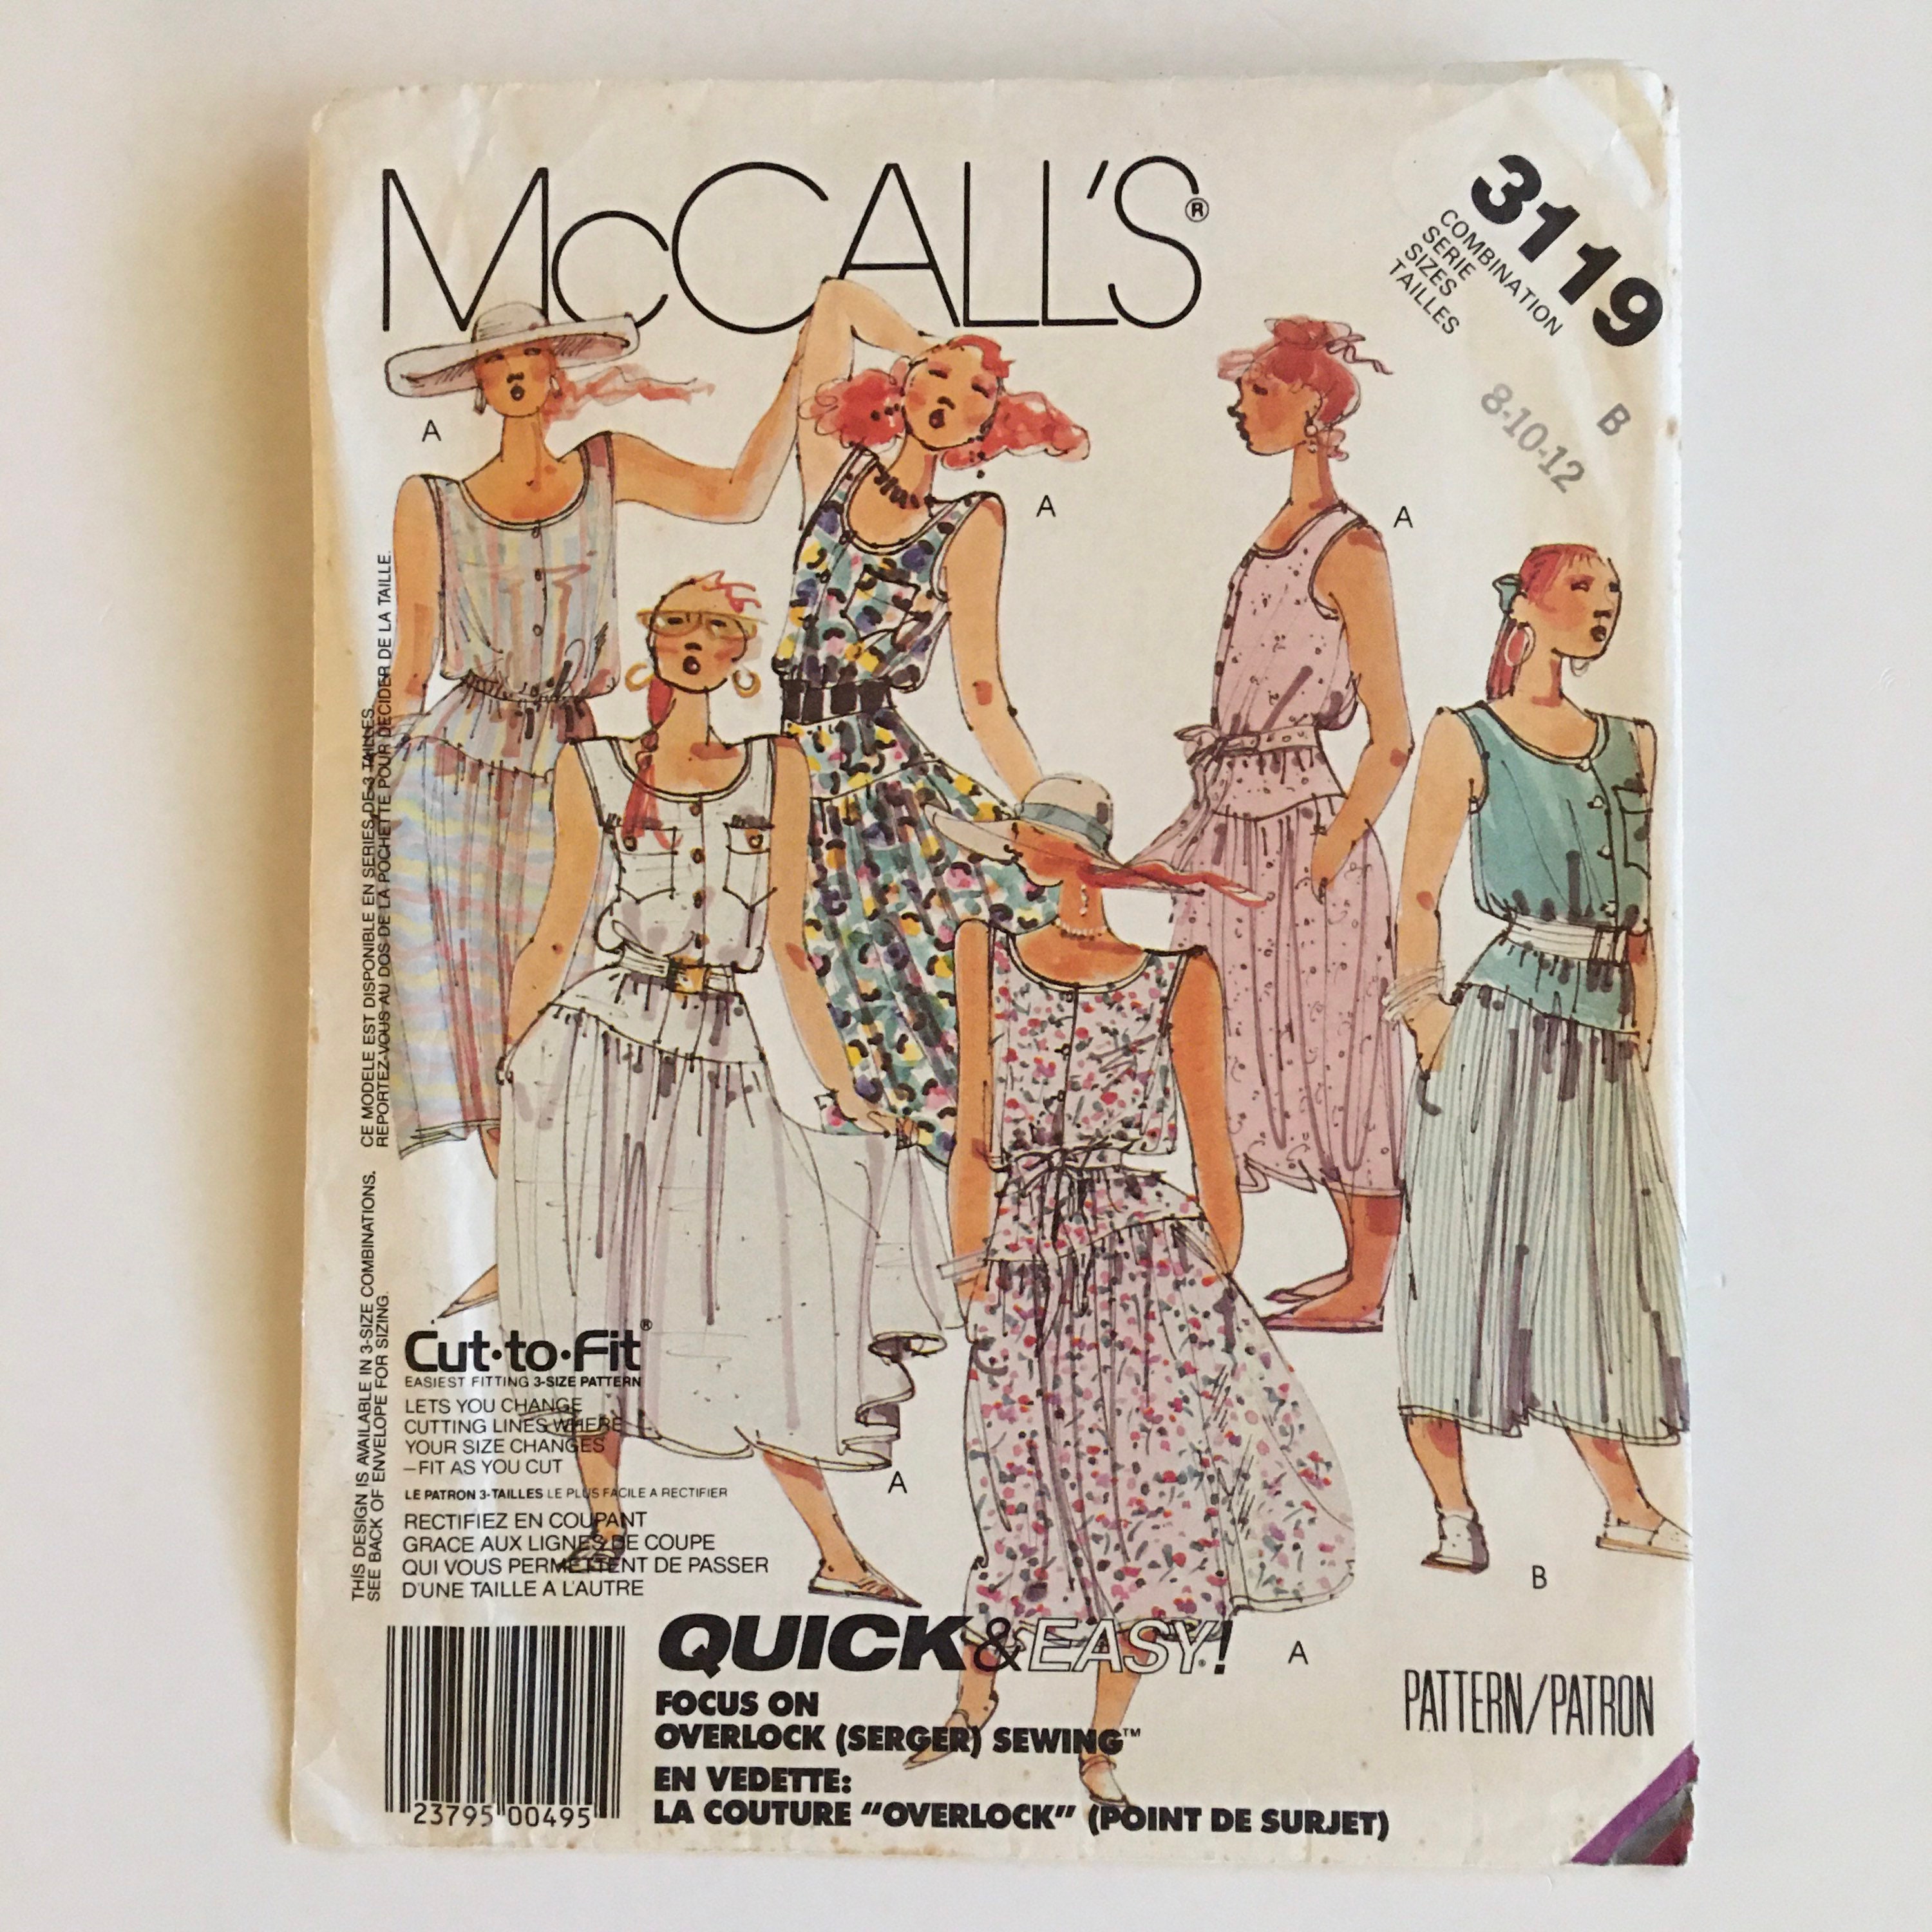 McCALL'S®
3119
COMBINATION
SERIE
SIZES
TAILLES
B
8-10-12
A
A
A
CE MODELE EST DISPONIBLE EN SERIES DE 3 TAILLES.
REPORTEZ-VOUS AU DOS DE LA POCHETTE POUR DECIDER DE LA TAILLE.
THIS DESIGN IS AVAILABLE IN 3-SIZE COMBINATIONS.
SEE BACK OF ENVELOPE FOR SIZING.
Cut·to·Fit®
EASIEST FITTING 3-SIZE PATTERN
LETS YOU CHANGE
CUTTING LINES WHERE
YOUR SIZE CHANGES
—FIT AS YOU CUT
LE PATRON 3-TAILLES LE PLUS FACILE A RECTIFIER
RECTIFIEZ EN COUPANT
GRACE AUX LIGNES DE COUPE
QUI VOUS PERMETTENT DE PASSER
D'UNE TAILLE A L'AUTRE
A
B
A
QUICK & EASY!
FOCUS ON
OVERLOCK (SERGER) SEWING™
EN VEDETTE:
LA COUTURE "OVERLOCK" (POINT DE SURJET)
PATTERN/PATRON
23795 00495